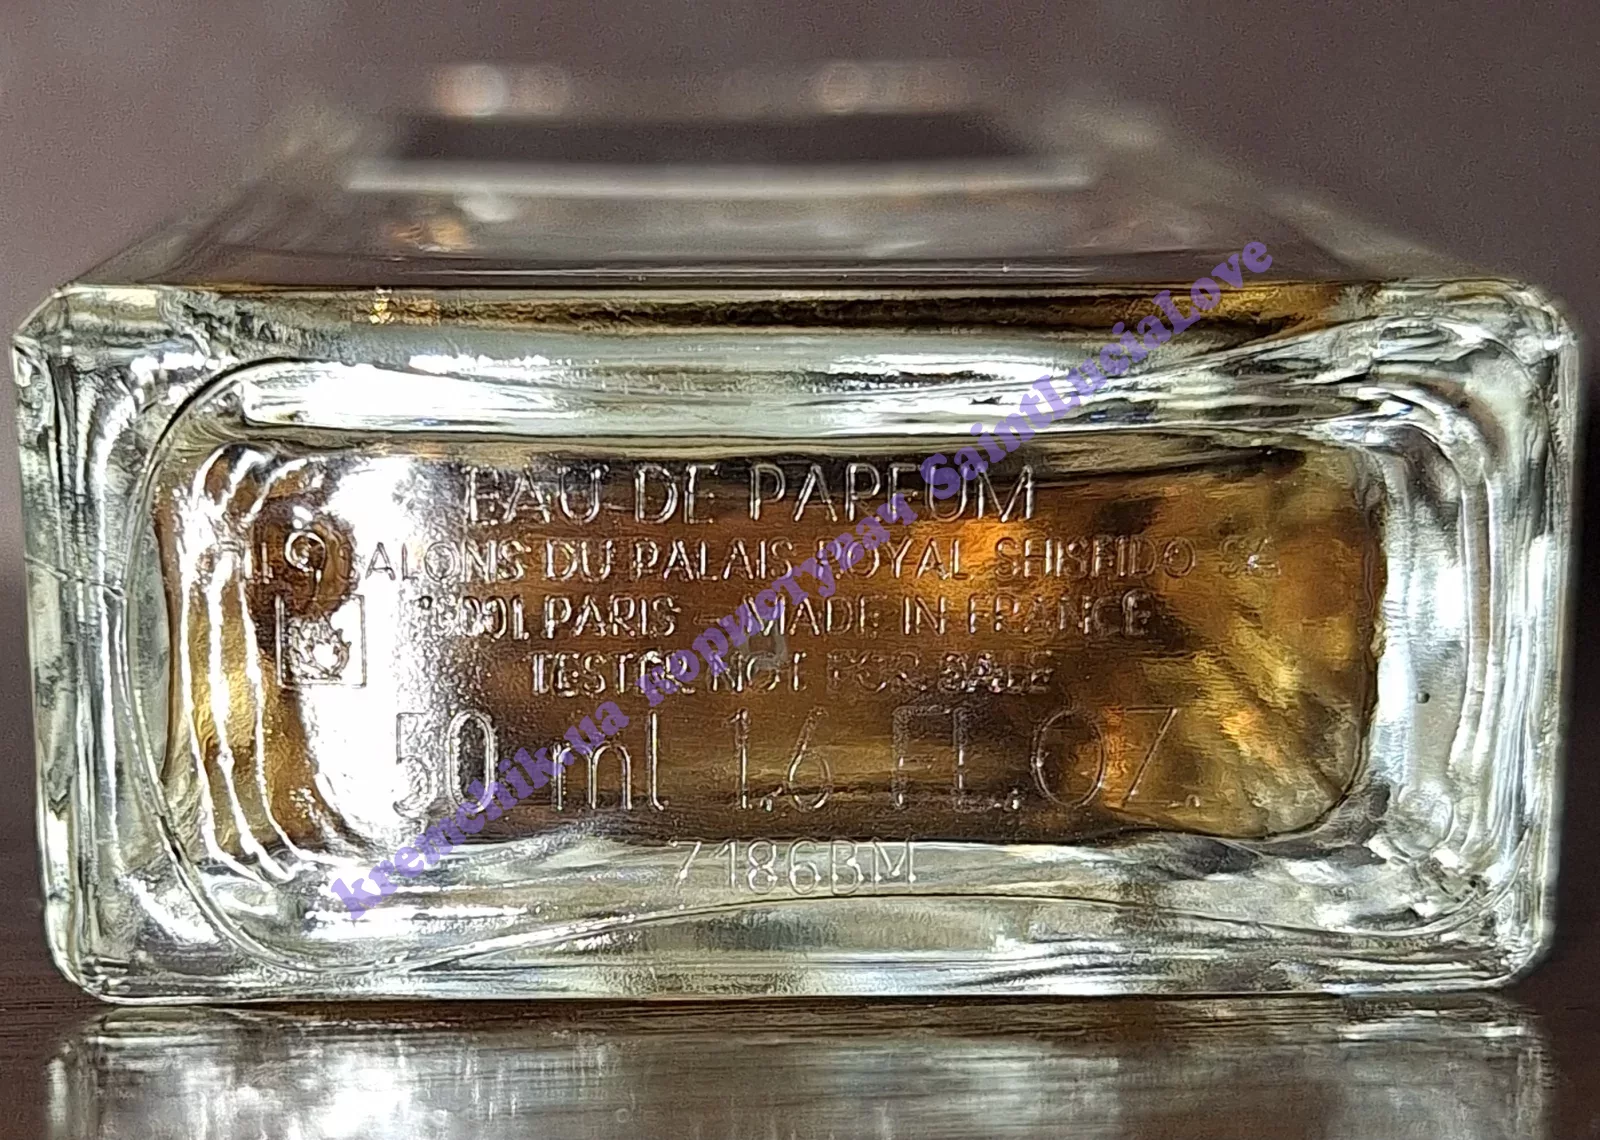 EAU DE PARFUM
SALONS DU PALAIS ROYAL SHISEIDO SA
PARIS - MADE IN FRANCE
TESTER NOT FOR SALE
50 ml 1,6 FL.OZ.
7186BM
kremchik.ua користувач SaintLuciaLove